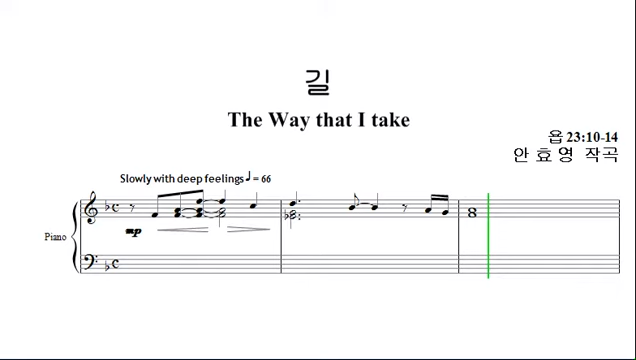 길
The Way that I take
욥 23:10-14
안 효 영 작곡
Slowly with deep feelings ♩ = 66
Piano
mp